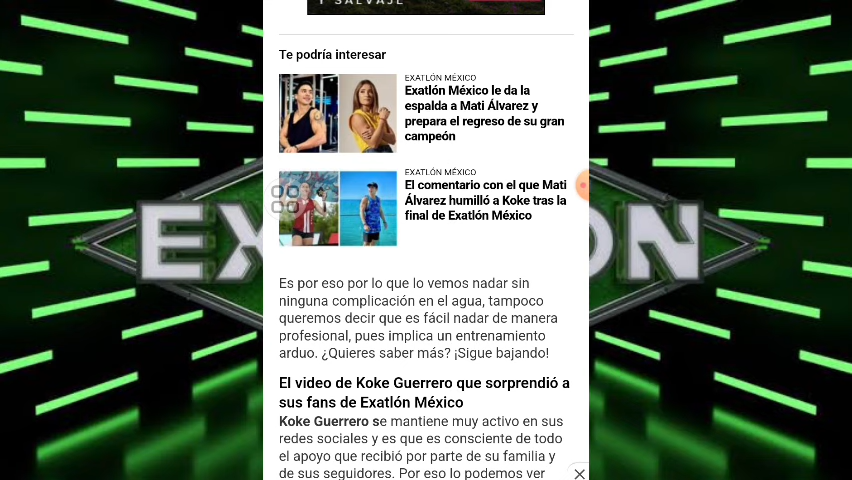 Y SALVAJE
Te podría interesar
EXATLÓN MÉXICO
Exatlón México le da la
espalda a Mati Álvarez y
prepara el regreso de su gran
campeón
EXATLÓN MÉXICO
El comentario con el que Mati
Álvarez humilló a Koke tras la
final de Exatlón México
EX
ON
Es por eso por lo que lo vemos nadar sin
ninguna complicación en el agua, tampoco
queremos decir que es fácil nadar de manera
profesional, pues implica un entrenamiento
arduo. ¿Quieres saber más? ¡Sigue bajando!
El video de Koke Guerrero que sorprendió a
sus fans de Exatlón México
Koke Guerrero se mantiene muy activo en sus
redes sociales y es que es consciente de todo
el apoyo que recibió por parte de su familia y
de sus seguidores. Por eso lo podemos ver